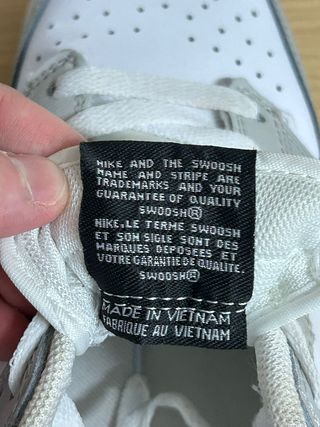 NIKE AND THE SWOOSH
NAME AND STRIPE ARE
TRADEMARKS AND YOUR
GUARANTEE OF QUALITY
SWOOSH®
NIKE,LE TERME SWOOSH
ET SON SIGLE SONT DES
MARQUES DEPOSEES ET
VOTRE GARANTIE DE QUALITE.
SWOOSH®
MADE IN VIETNAM
FABRIQUE AU VIETNAM